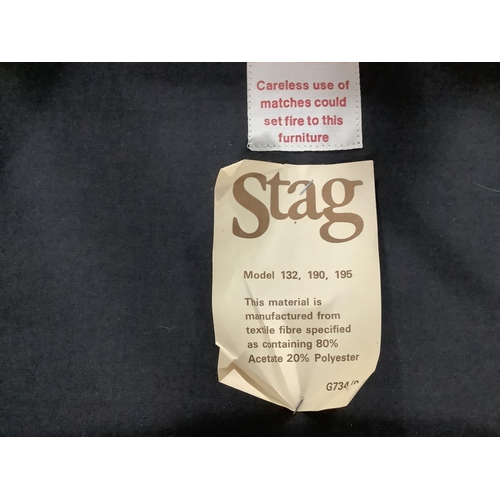 Careless use of
matches could
set fire to this
furniture
Stag
Model 132, 190, 195
This material is
manufactured from
textile fibre specified
as containing 80%
Acetate 20% Polyester